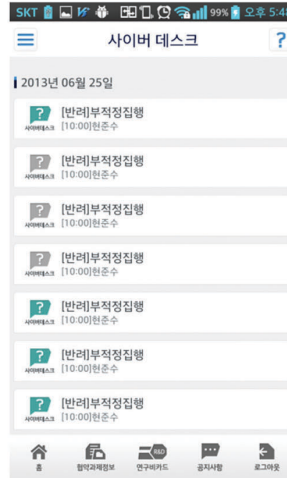 SKT 99% 오후 5:48
사이버 데스크 ?
2013년 06월 25일
? 사이버데스크 [반려]부적정집행
[10:00]현준수
? 사이버데스크 [반려]부적정집행
[10:00]현준수
? 사이버데스크 [반려]부적정집행
[10:00]현준수
? 사이버데스크 [반려]부적정집행
[10:00]현준수
? 사이버데스크 [반려]부적정집행
[10:00]현준수
? 사이버데스크 [반려]부적정집행
[10:00]현준수
? 사이버데스크 [반려]부적정집행
[10:00]현준수
홈 협약과제정보 R&D 연구비카드 공지사항 로그아웃